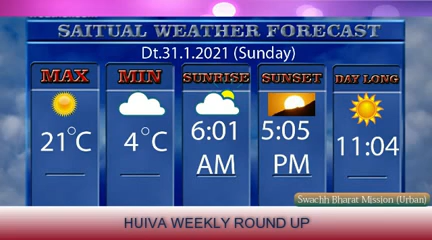 SAITUAL WEATHER FORECAST
Dt.31.1.2021 (Sunday)
MAX MIN SUNRISE SUNSET DAY LONG
21°C 4°C 6:01 AM 5:05 PM 11:04
Swachh Bharat Mission (Urban)
HUIVA WEEKLY ROUND UP